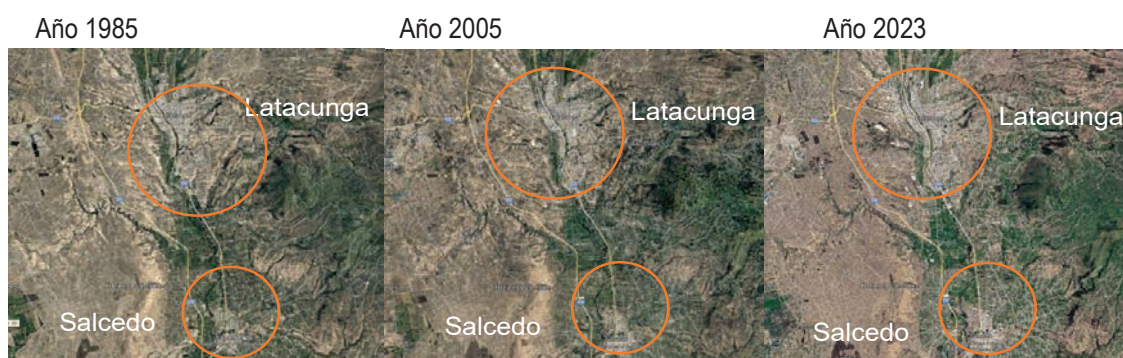 Año 1985
Año 2005
Año 2023
Latacunga
Latacunga
Latacunga
Salcedo
Salcedo
Salcedo